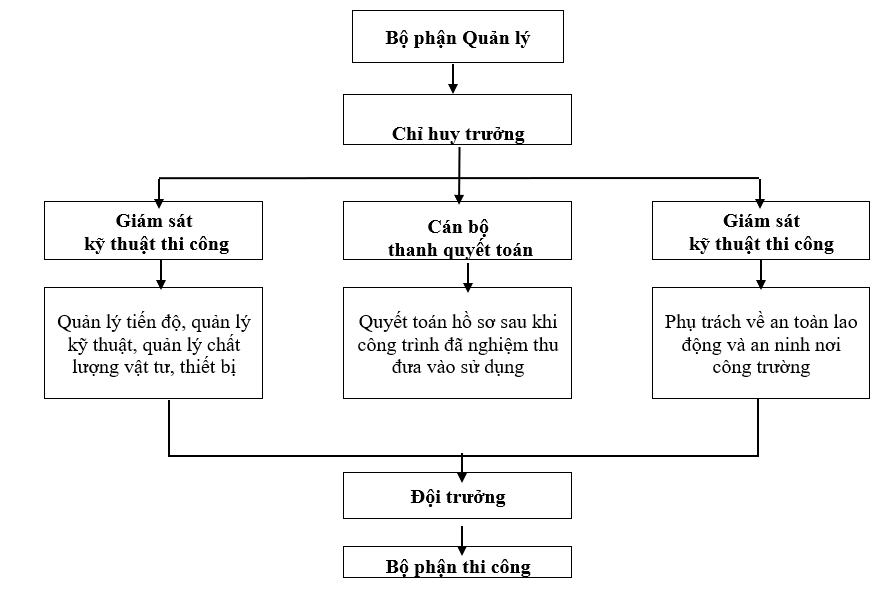 Bộ phận Quản lý
Chỉ huy trưởng
Giám sát
kỹ thuật thi công
Cán bộ
thanh quyết toán
Giám sát
kỹ thuật thi công
Quản lý tiến độ, quản lý
kỹ thuật, quản lý chất
lượng vật tư, thiết bị
Quyết toán hồ sơ sau khi
công trình đã nghiệm thu
đưa vào sử dụng
Phụ trách về an toàn lao
động và an ninh nơi
công trường
Đội trưởng
Bộ phận thi công